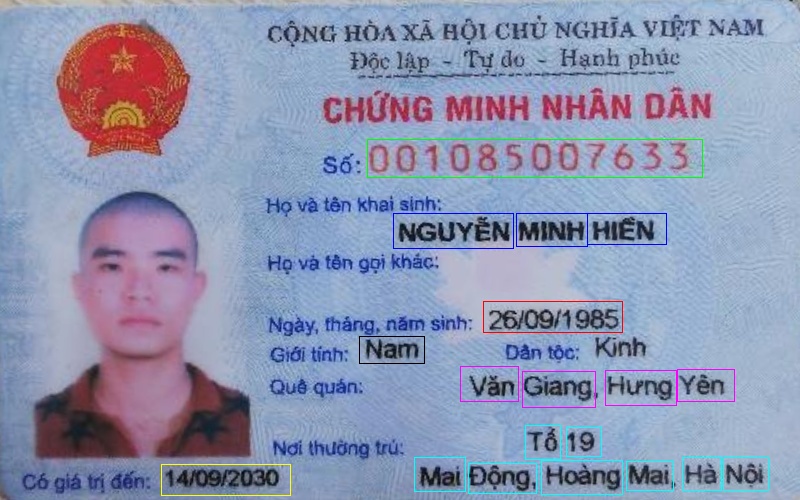 CỘNG HÒA XÃ HỘI CHỦ NGHĨA VIỆT NAM
Độc lập - Tự do - Hạnh phúc
CHỨNG MINH NHÂN DÂN
Số: 001085007633
Họ và tên khai sinh:
NGUYỄN MINH HIỀN
Họ và tên gọi khác:
Ngày, tháng, năm sinh: 26/09/1985
Giới tính: Nam Dân tộc: Kinh
Quê quán: Văn Giang, Hưng Yên
Nơi thường trú: Tổ 19
Có giá trị đến: 14/09/2030 Mai Động, Hoàng Mai, Hà Nội